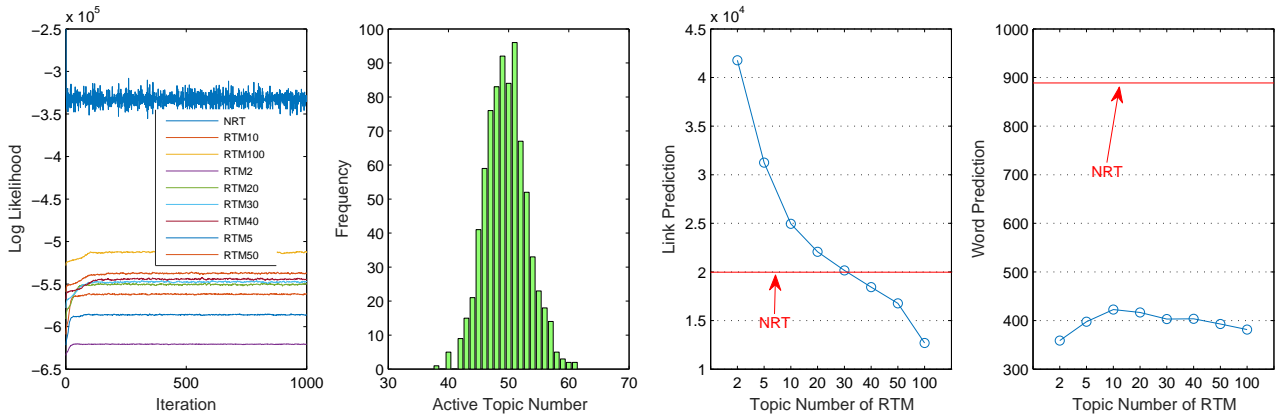 x 10^5
−2.5
−3
−3.5
−4
−4.5
−5
−5.5
−6
−6.5
Log Likelihood
NRT
RTM10
RTM100
RTM2
RTM20
RTM30
RTM40
RTM5
RTM50
0 500 1000
Iteration
100
90
80
70
60
50
40
30
20
10
0
Frequency
30 40 50 60 70
Active Topic Number
x 10^4
4.5
4
3.5
3
2.5
2
1.5
1
Link Prediction
NRT
2 5 10 20 30 40 50 100
Topic Number of RTM
1000
900
800
700
600
500
400
300
Word Prediction
NRT
2 5 10 20 30 40 50 100
Topic Number of RTM